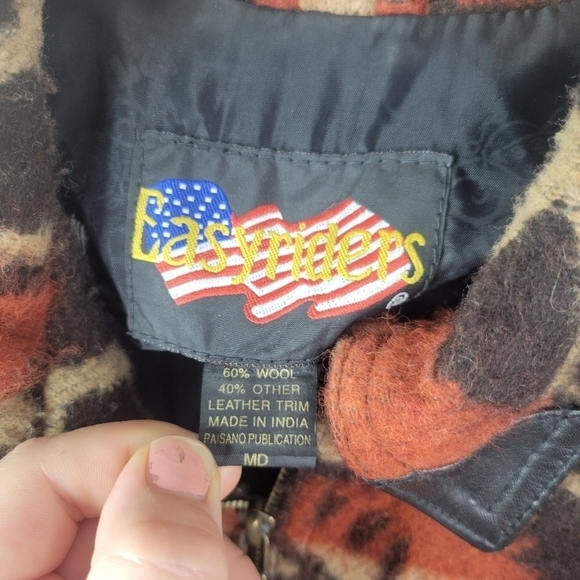 Easyriders
®
60% WOOL
40% OTHER
LEATHER TRIM
MADE IN INDIA
PAISANO PUBLICATION
MD